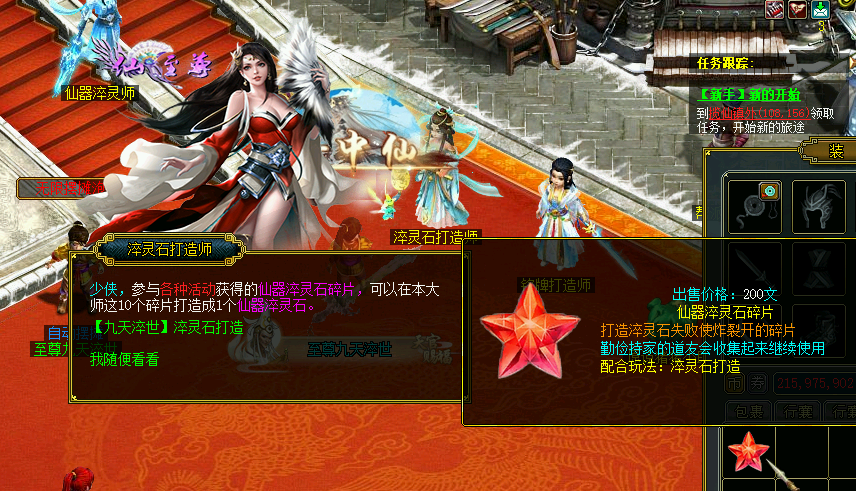 仙至尊
仙器淬灵师
中仙
任务跟踪:
【新手】新的开始
到 (108,156)领取
任务，开始新的旅途
装
淬灵石打造师
铭牌打造师
淬灵石打造师
少侠，参与各种活动获得的仙器淬灵石碎片，可以在本大
师这10个碎片打造成1个仙器淬灵石。
【九天淬世】淬灵石打造
我随便看看
至尊九天淬世
出售价格：200文
仙器淬灵石碎片
打造淬灵石失败使炸裂开的碎片
勤俭持家的道友会收集起来继续使用
配合玩法：淬灵石打造
币 券 215,975,902
包裹 行囊 行囊